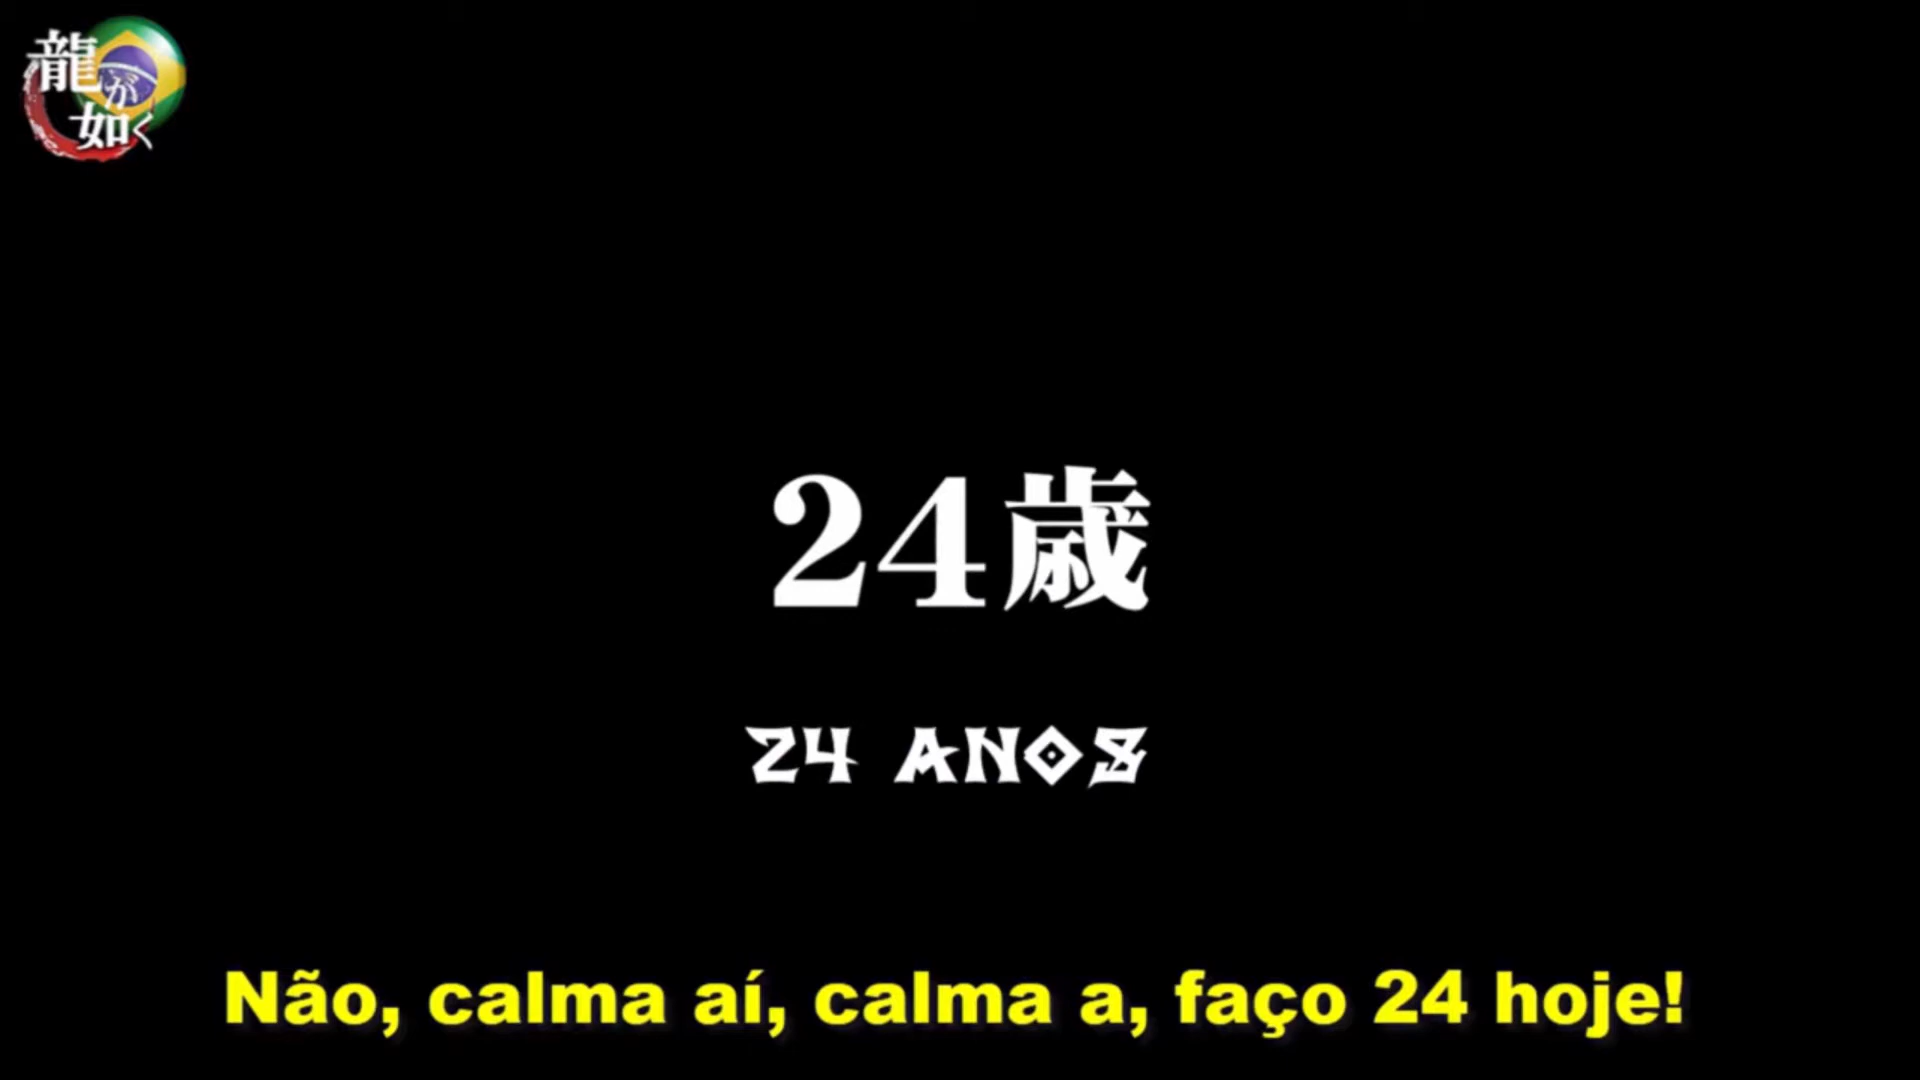 龍が
如く
24歳
24 ANOS
Não, calma aí, calma a, faço 24 hoje!